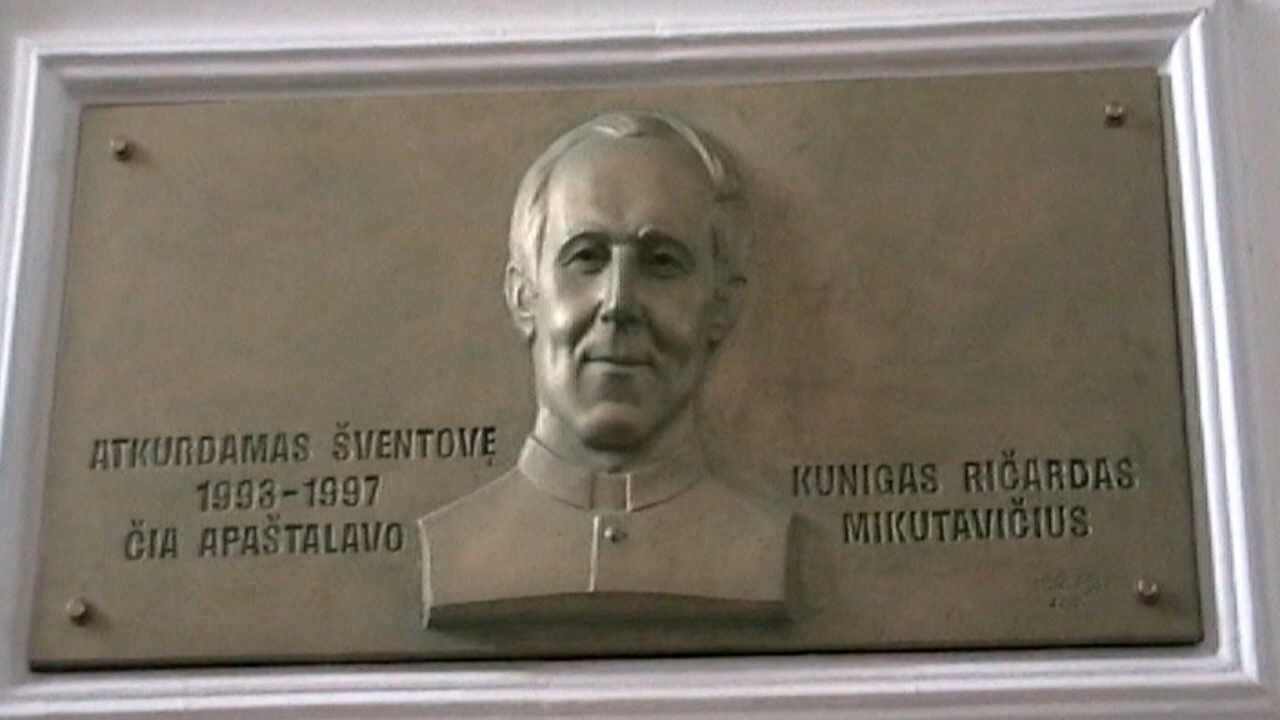 ATKURDAMAS ŠVENTOVĘ
1993-1997
ČIA APAŠTALAVO
KUNIGAS RIČARDAS
MIKUTAVIČIUS